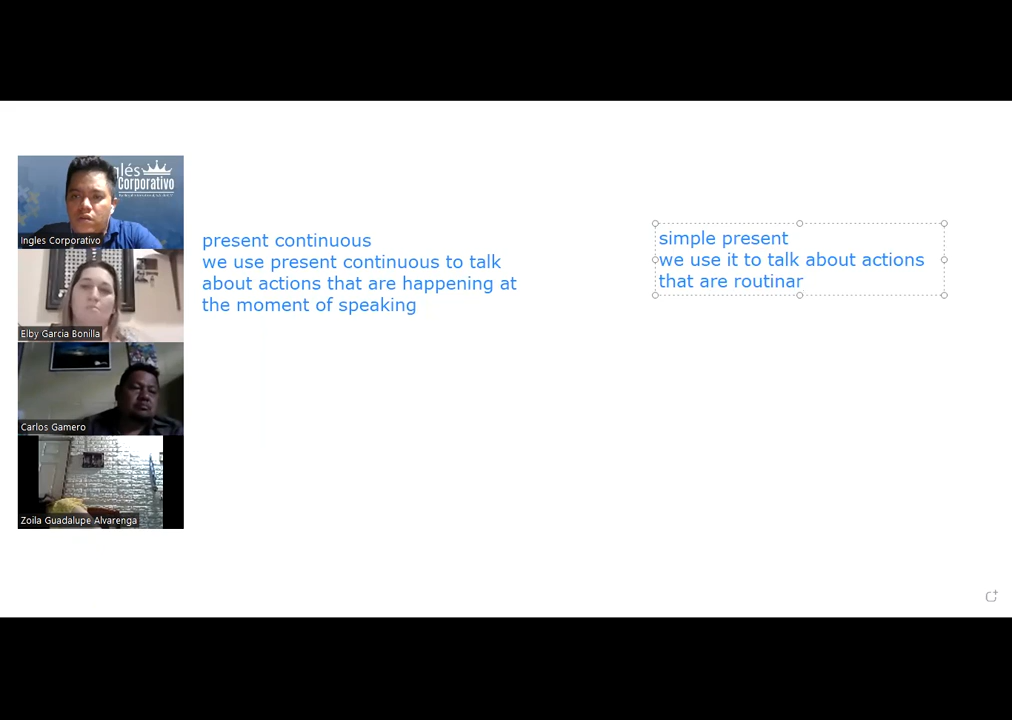 glés
Corporativo
Ingles Corporativo
Elby Garcia Bonilla
Carlos Gamero
Zoila Guadalupe Alvarenga
present continuous
we use present continuous to talk
about actions that are happening at
the moment of speaking
simple present
we use it to talk about actions
that are routinar